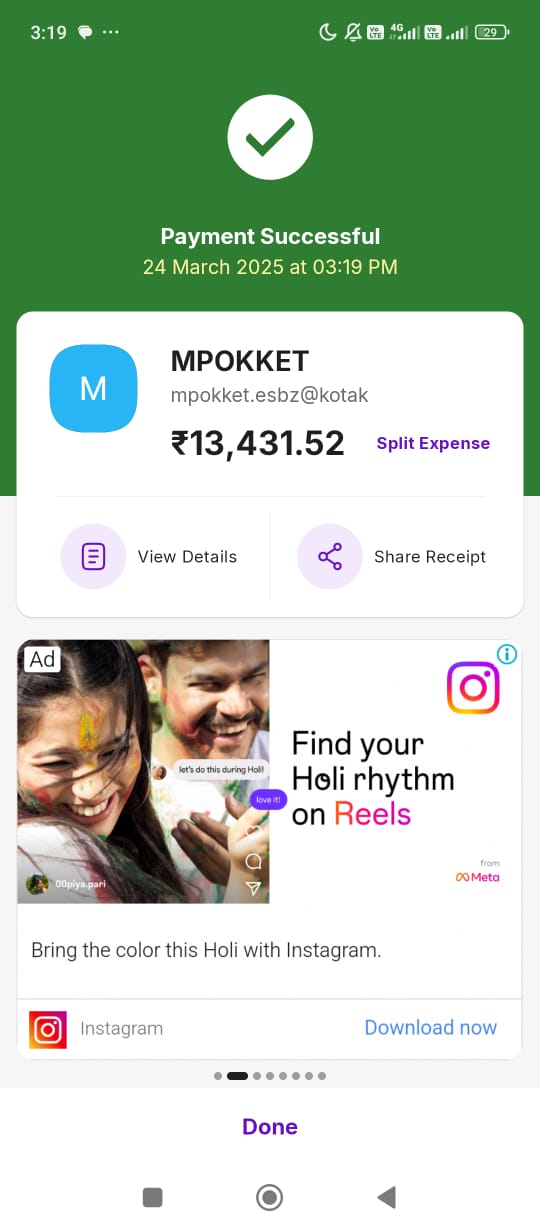 3:19 ... Vo LTE 4G Vo LTE 29
Payment Successful
24 March 2025 at 03:19 PM
M
MPOKKET
mpokket.esbz@kotak
₹13,431.52
Split Expense
View Details
Share Receipt
Ad
let's do this during Holi!
love it!
00piya.pari
Find your
Holi rhythm
on Reels
from
Meta
Bring the color this Holi with Instagram.
Instagram
Download now
Done